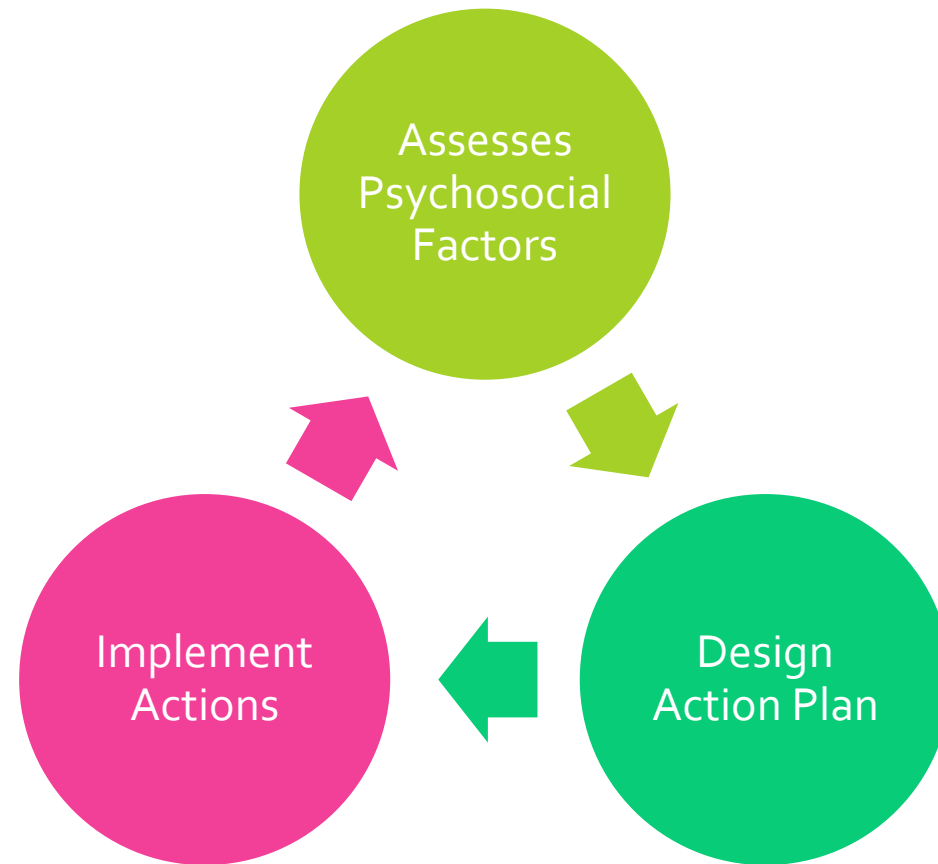 Assesses
Psychosocial
Factors
Design
Action Plan
Implement
Actions